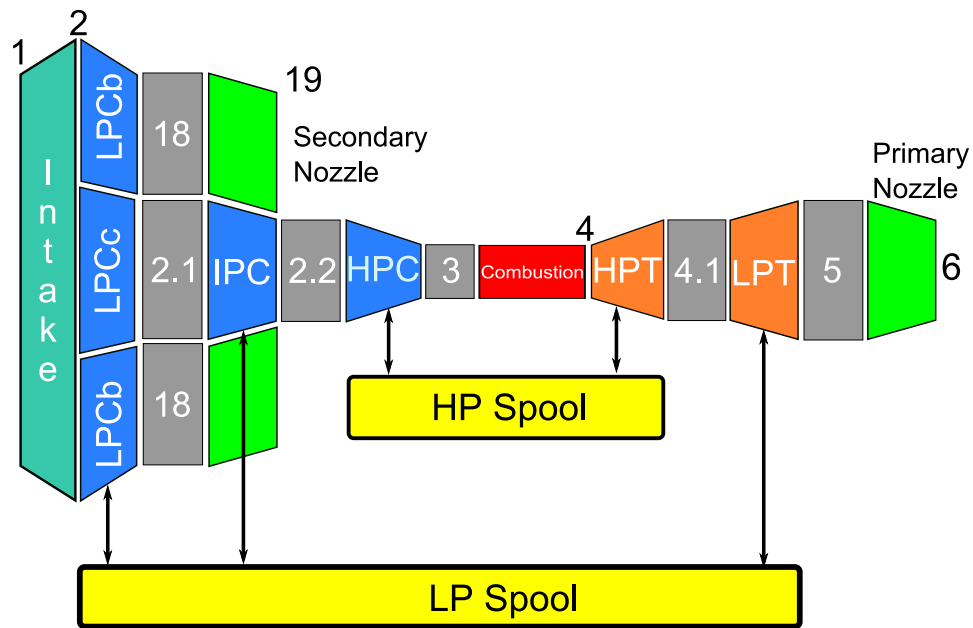 1
2
Intake
LPCb
LPCc
LPCb
18
2.1
18
19
Secondary
Nozzle
IPC
2.2
HPC
3
Combustion
4
HPT
4.1
LPT
5
Primary
Nozzle
6
HP Spool
LP Spool